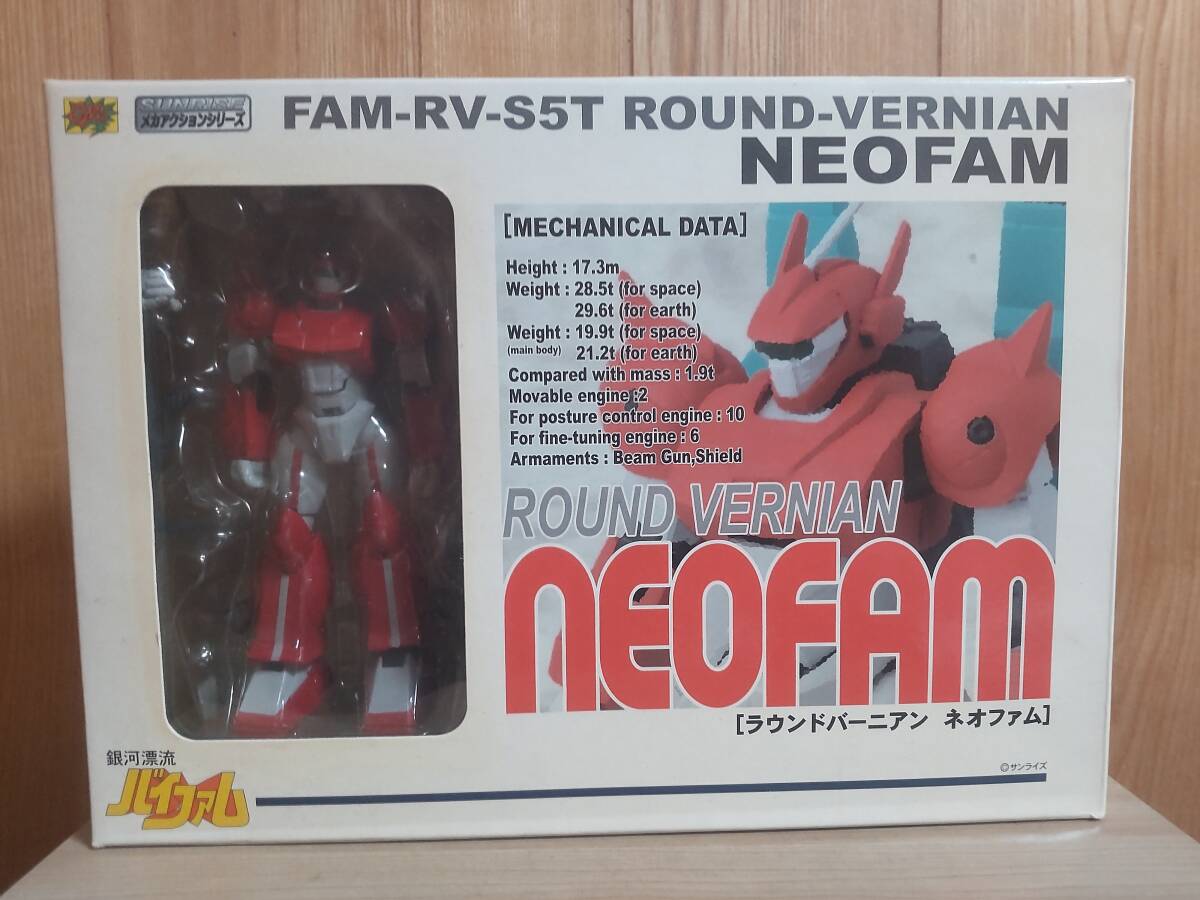 CM's
SUNRISE
メカアクションシリーズ
FAM-RV-S5T ROUND-VERNIAN
NEOFAM
[MECHANICAL DATA]
Height : 17.3m
Weight : 28.5t (for space)
29.6t (for earth)
Weight : 19.9t (for space)
(main body) 21.2t (for earth)
Compared with mass : 1.9t
Movable engine :2
For posture control engine : 10
For fine-tuning engine : 6
Armaments : Beam Gun,Shield
ROUND VERNIAN
NEOFAM
[ラウンドバーニアン ネオファム]
銀河漂流
バイファム
©サンライズ